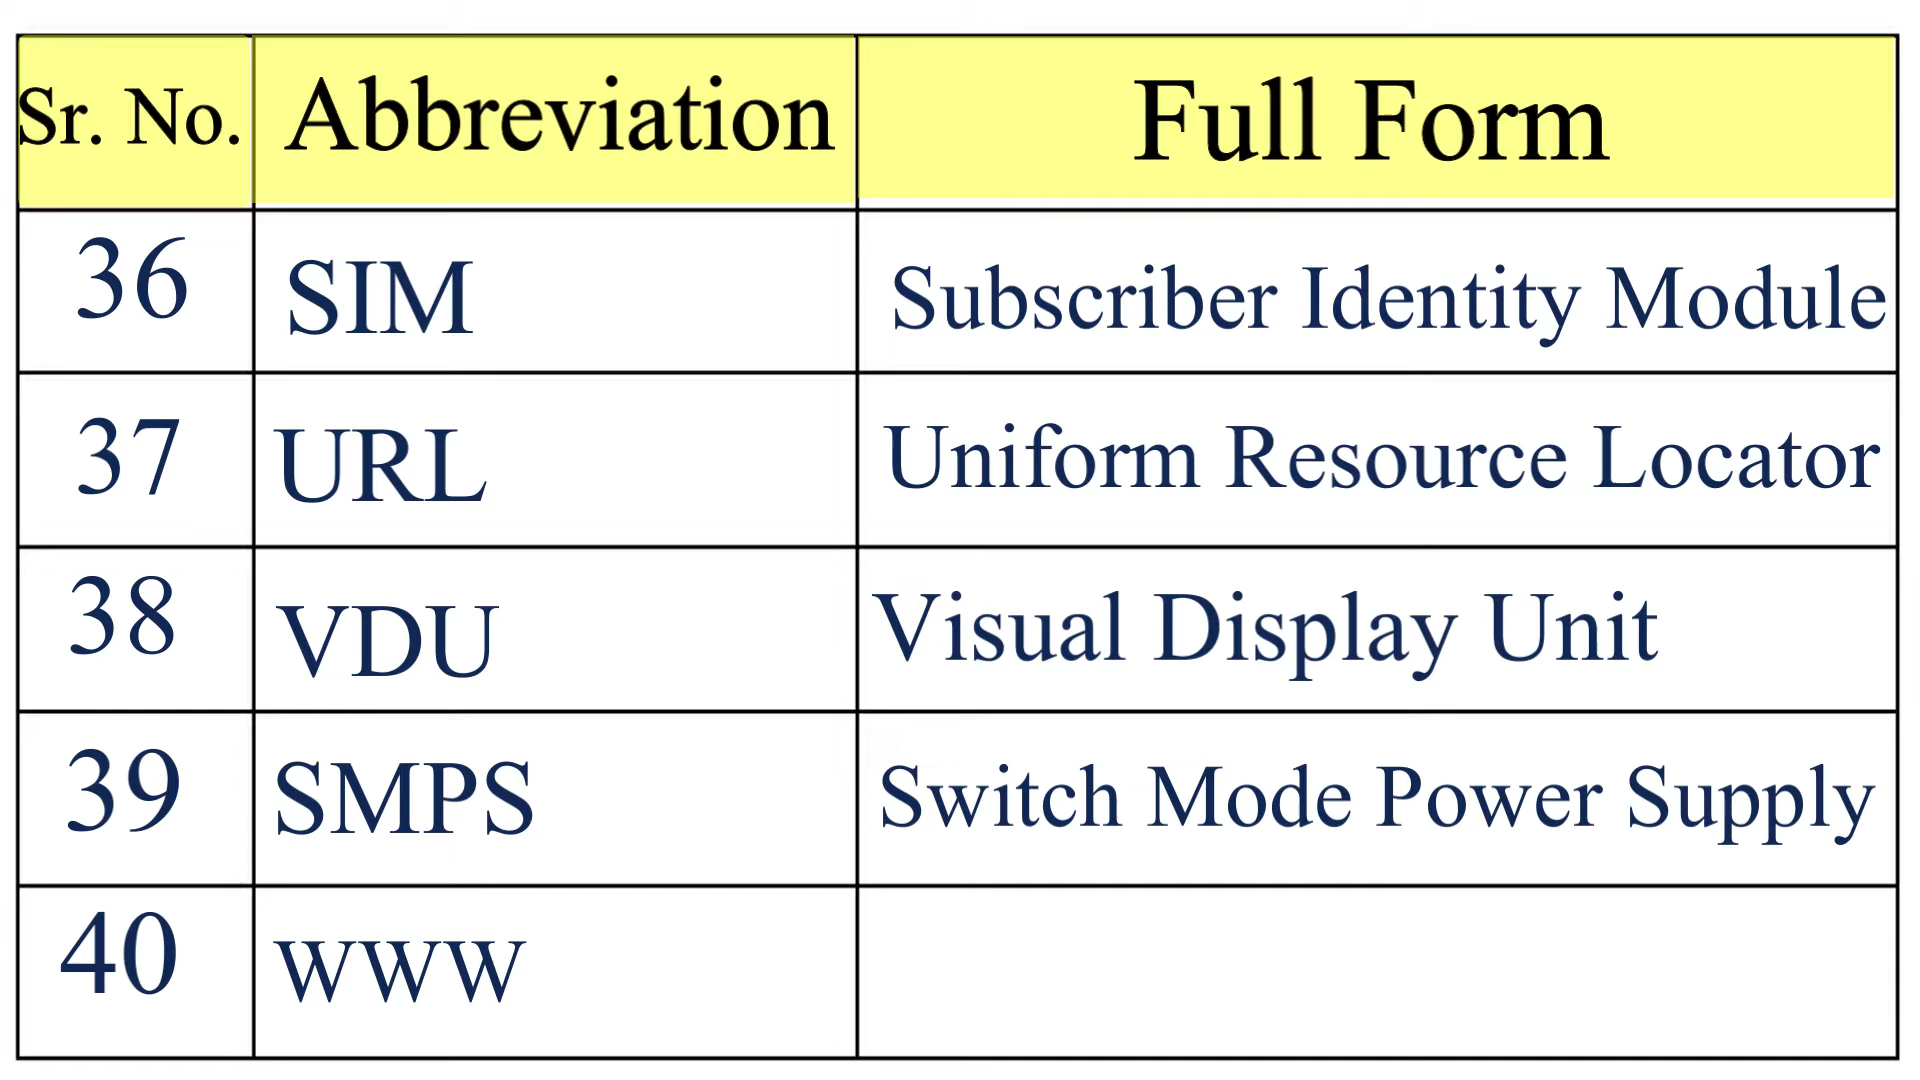 Sr. No. Abbreviation Full Form
36 SIM Subscriber Identity Module
37 URL Uniform Resource Locator
38 VDU Visual Display Unit
39 SMPS Switch Mode Power Supply
40 WWW